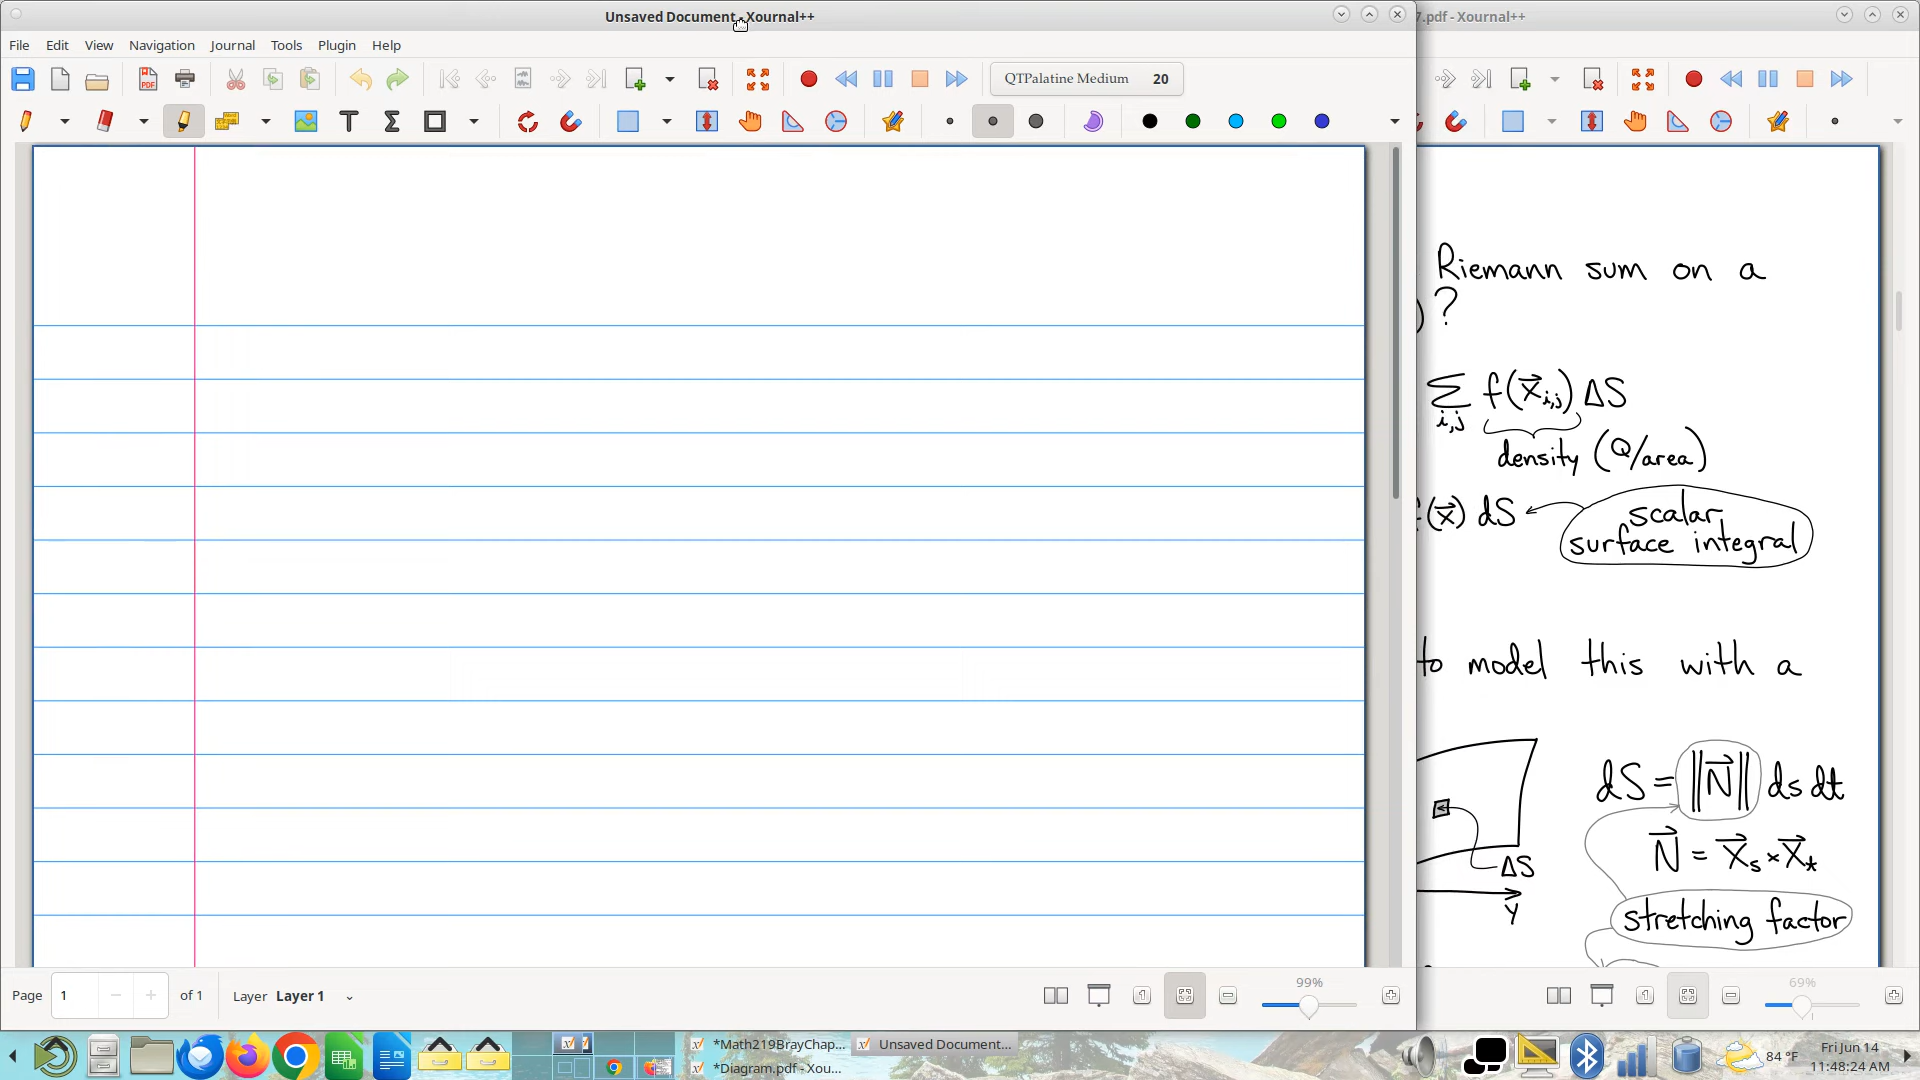 Unsaved Document - Xournal++
7.pdf - Xournal++
File Edit View Navigation Journal Tools Plugin Help
QTPalatine Medium 20
Riemann sum on a
) ?
∑ f(x⃗ᵢ,ⱼ) ΔS
i,j
density (Q/area)
(x⃗) dS
scalar
surface integral
to model this with a
dS = ‖N⃗‖ ds dt
N⃗ = X⃗ₛ × X⃗ₜ
ΔS
Y
stretching factor
Page 1 of 1 Layer Layer 1
99%
69%
*Math219BrayChap...
Unsaved Document...
*Diagram.pdf - Xou...
84 °F
Fri Jun 14
11:48:24 AM